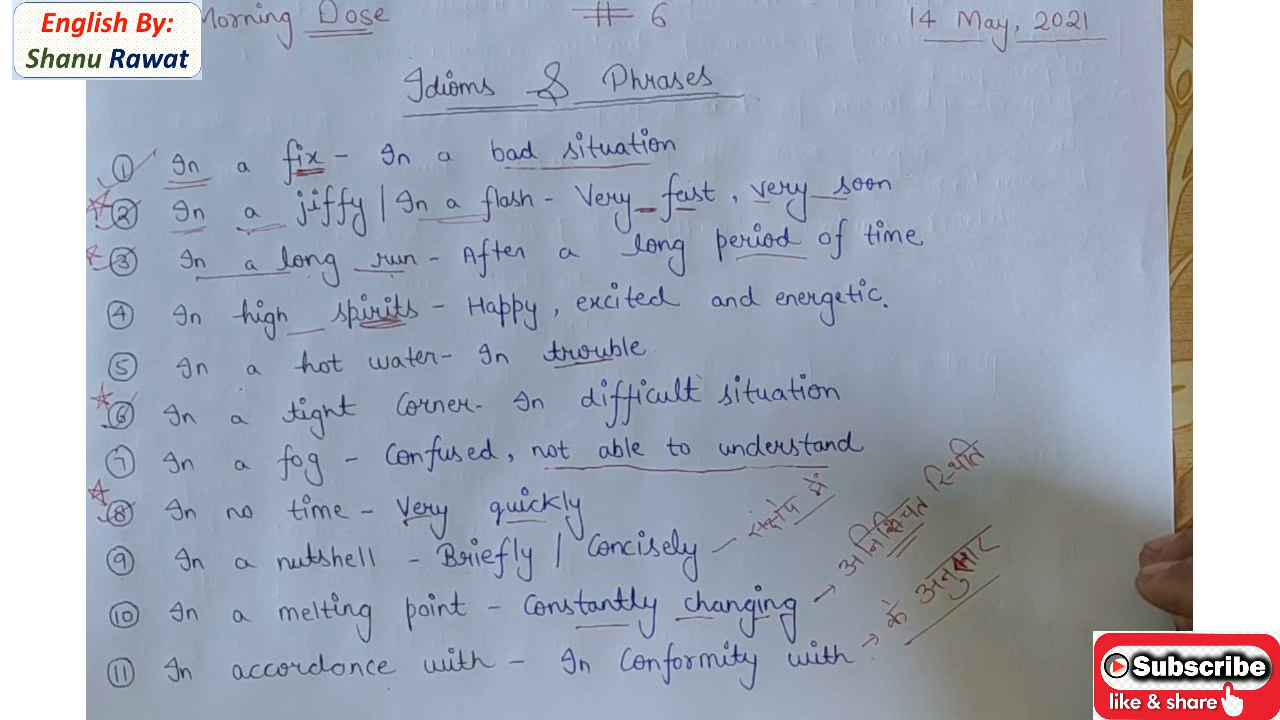 English By:
Shanu Rawat
Morning Dose # 6 14 May, 2021
Idioms & Phrases
① In a fix - In a bad situation
② In a jiffy / In a flash - Very fast, very soon
③ In a long run - After a long period of time
④ In high spirits - Happy, excited and energetic.
⑤ In a hot water - In trouble
⑥ In a tight corner - In difficult situation
⑦ In a fog - Confused, not able to understand
⑧ In no time - Very quickly
⑨ In a nutshell - Briefly / Concisely – संक्षेप में
⑩ In a melting point - Constantly changing → अनिश्चित स्थिति
⑪ In accordance with - In conformity with → के अनुसार
Subscribe
like & share